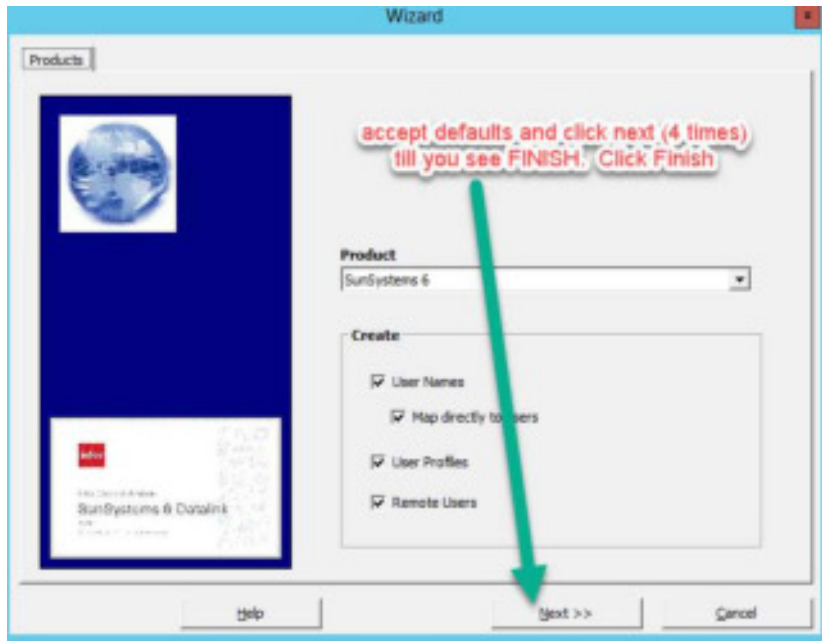 Wizard
Products
accept defaults and click next (4 times)
till you see FINISH. Click Finish
Product
SunSystems 6
Create
User Names
Map directly to users
User Profiles
Remote Users
infor
SunSystems 6 Datalink
Help
Next >>
Cancel